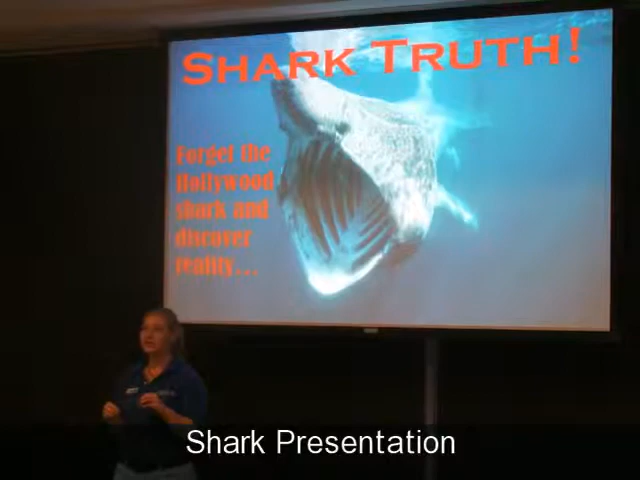 SHARK TRUTH!
Forget the
Hollywood
shark and
discover
reality...
Shark Presentation